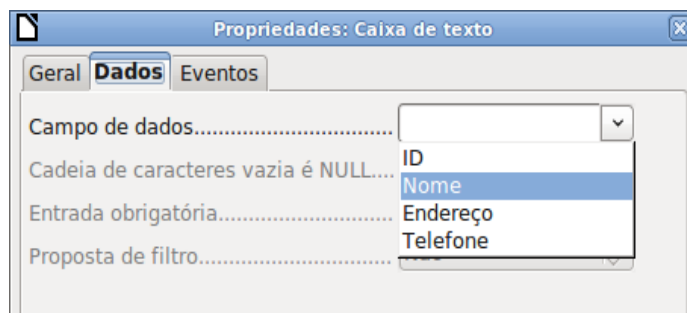 Propriedades: Caixa de texto
Geral Dados Eventos
Campo de dados
ID
Cadeia de caracteres vazia é NULL
Nome
Entrada obrigatória
Endereço
Telefone
Proposta de filtro